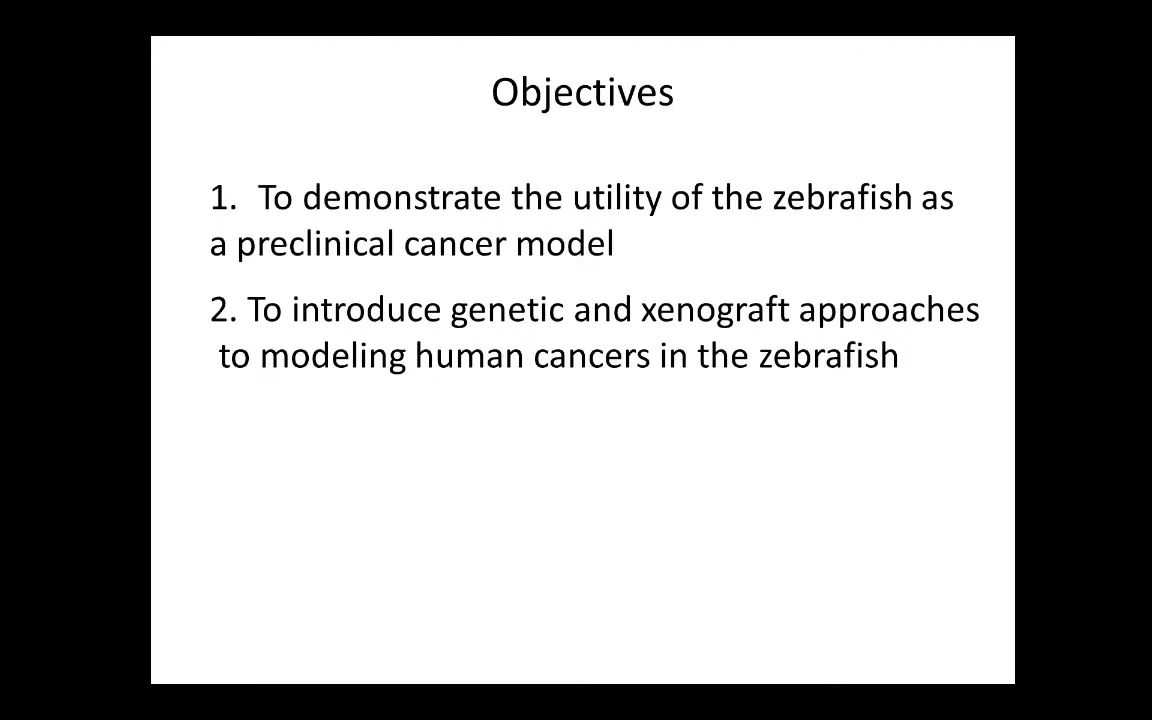 Objectives
1. To demonstrate the utility of the zebrafish as
a preclinical cancer model
2. To introduce genetic and xenograft approaches
to modeling human cancers in the zebrafish